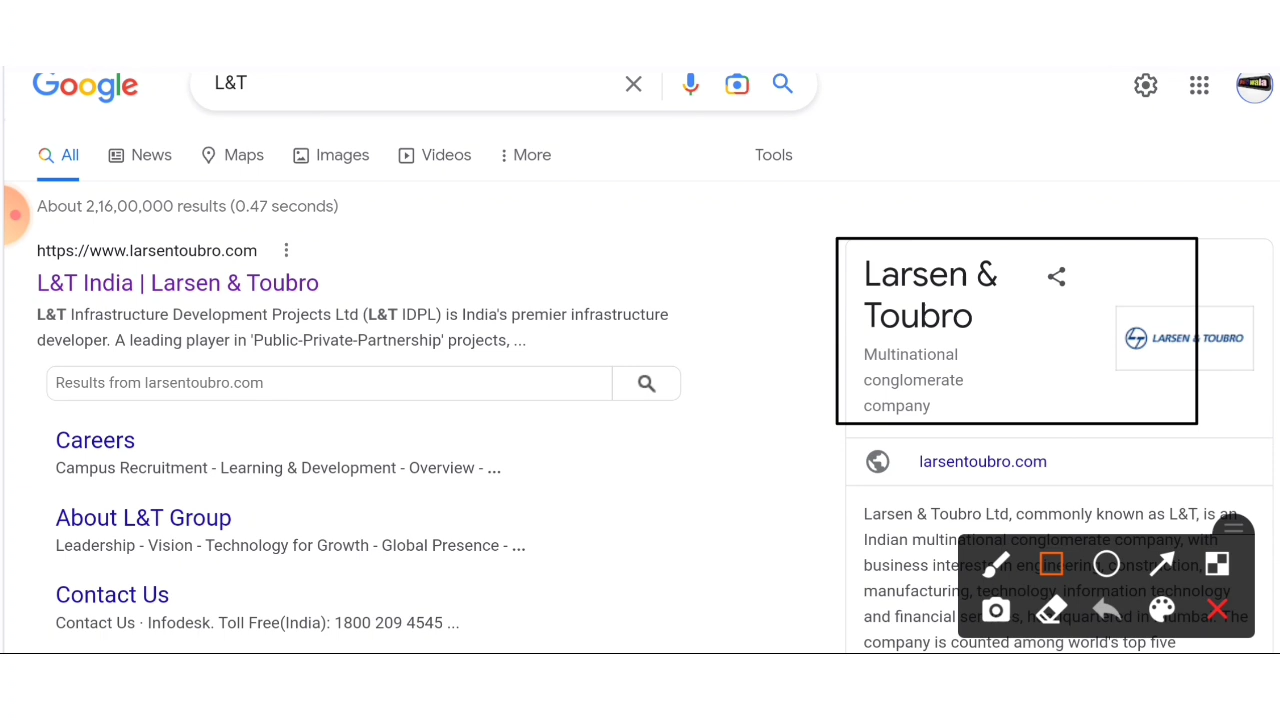 Google
L&T
All
News
Maps
Images
Videos
More
Tools
About 2,16,00,000 results (0.47 seconds)
https://www.larsentoubro.com
L&T India | Larsen & Toubro
L&T Infrastructure Development Projects Ltd (L&T IDPL) is India's premier infrastructure
developer. A leading player in 'Public-Private-Partnership' projects, ...
Results from larsentoubro.com
Careers
Campus Recruitment - Learning & Development - Overview - ...
About L&T Group
Leadership - Vision - Technology for Growth - Global Presence - ...
Contact Us
Contact Us · Infodesk. Toll Free(India): 1800 209 4545 ...
Larsen &
Toubro
Multinational
conglomerate
company
LARSEN & TOUBRO
larsentoubro.com
Larsen & Toubro Ltd, commonly known as L&T, is an
Indian multinational conglomerate company, with
business interests in engineering, construction,
manufacturing, technology, information technology
and financial services, headquartered in Mumbai. The
company is counted among world's top five